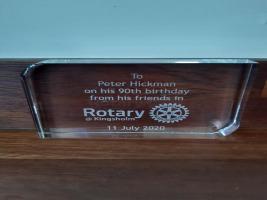 To
Peter Hickman
on his 90th birthday
from his friends in
Rotary
@ Kingsholm
11 July 2020